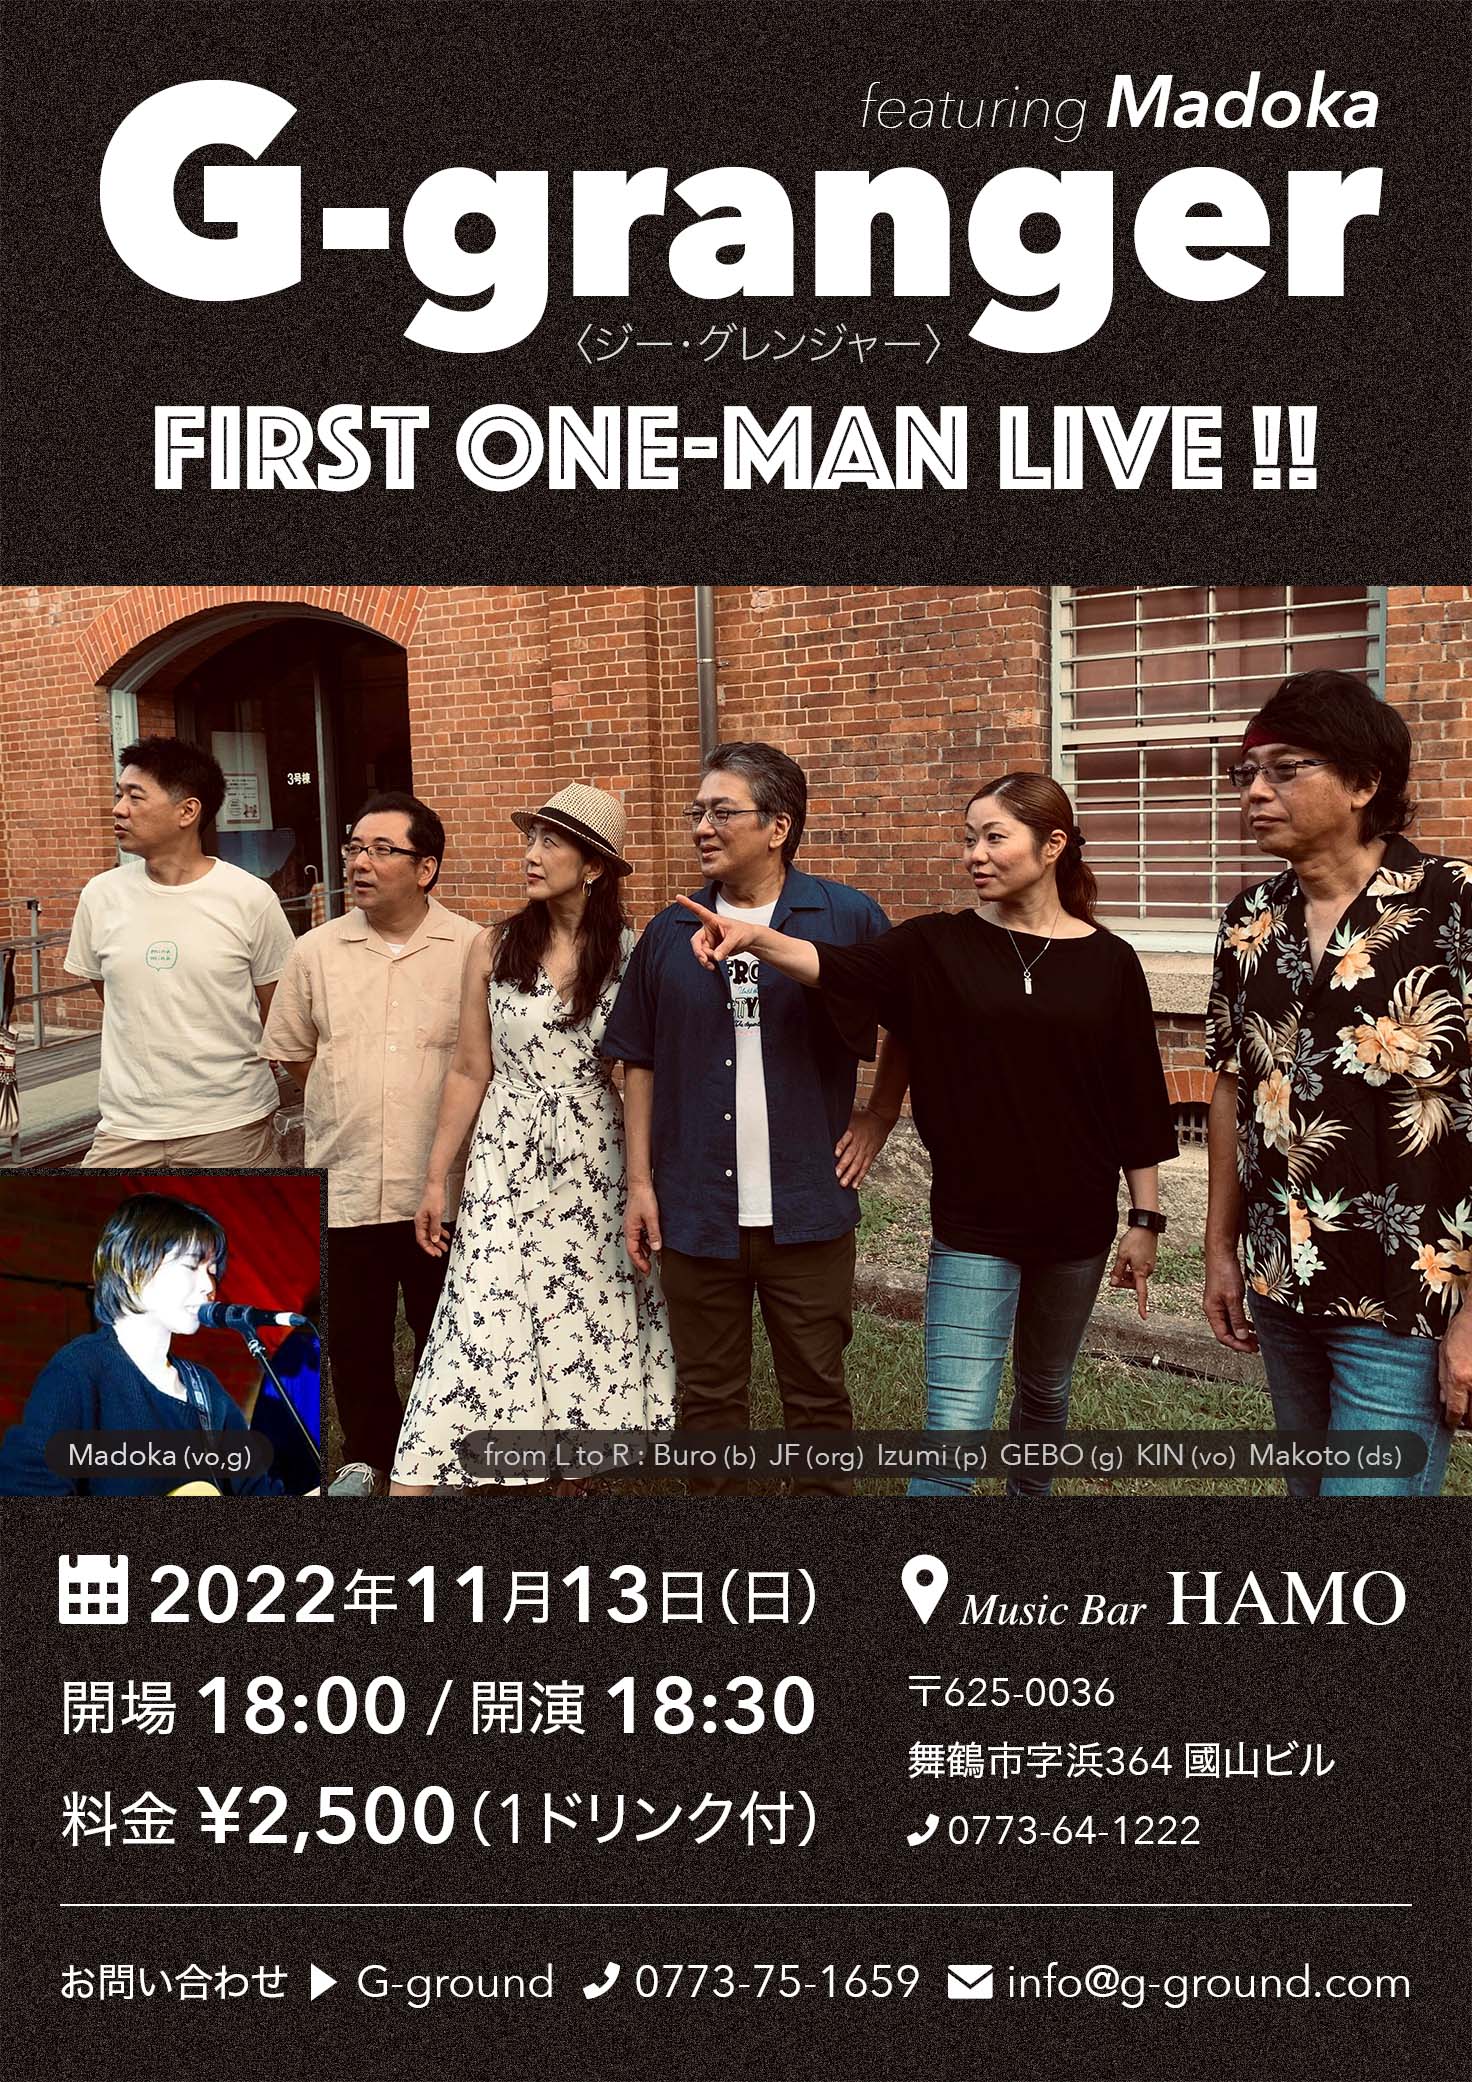 featuring Madoka
G-granger
〈ジー・グレンジャー〉
FIRST ONE-MAN LIVE !!
3号棟
mina
mina
Madoka (vo,g)
from L to R : Buro (b) JF (org) Izumi (p) GEBO (g) KIN (vo) Makoto (ds)
2022年11月13日（日）
開場 18:00 / 開演 18:30
料金 ¥2,500（1ドリンク付）
Music Bar HAMO
〒625-0036
舞鶴市字浜364 國山ビル
0773-64-1222
お問い合わせ ▶ G-ground 0773-75-1659 info@g-ground.com